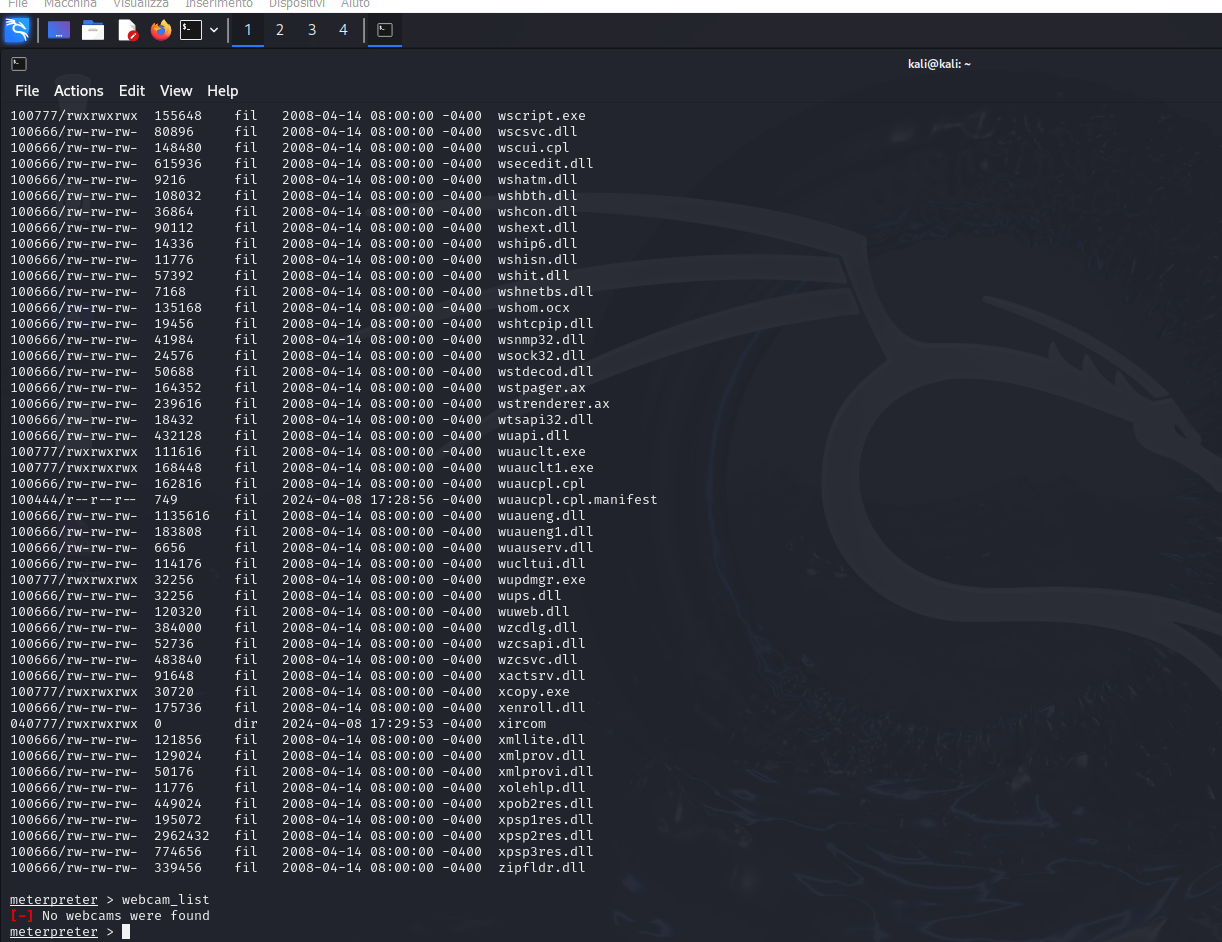 File Macchina Visualizza Inserimento Dispositivi Aiuto
1 2 3 4
kali@kali: ~
File Actions Edit View Help
100777/rwxrwxrwx 155648 fil 2008-04-14 08:00:00 -0400 wscript.exe
100666/rw-rw-rw- 80896 fil 2008-04-14 08:00:00 -0400 wscsvc.dll
100666/rw-rw-rw- 148480 fil 2008-04-14 08:00:00 -0400 wscui.cpl
100666/rw-rw-rw- 615936 fil 2008-04-14 08:00:00 -0400 wsecedit.dll
100666/rw-rw-rw- 9216 fil 2008-04-14 08:00:00 -0400 wshatm.dll
100666/rw-rw-rw- 108032 fil 2008-04-14 08:00:00 -0400 wshbth.dll
100666/rw-rw-rw- 36864 fil 2008-04-14 08:00:00 -0400 wshcon.dll
100666/rw-rw-rw- 90112 fil 2008-04-14 08:00:00 -0400 wshext.dll
100666/rw-rw-rw- 14336 fil 2008-04-14 08:00:00 -0400 wship6.dll
100666/rw-rw-rw- 11776 fil 2008-04-14 08:00:00 -0400 wshisn.dll
100666/rw-rw-rw- 57392 fil 2008-04-14 08:00:00 -0400 wshit.dll
100666/rw-rw-rw- 7168 fil 2008-04-14 08:00:00 -0400 wshnetbs.dll
100666/rw-rw-rw- 135168 fil 2008-04-14 08:00:00 -0400 wshom.ocx
100666/rw-rw-rw- 19456 fil 2008-04-14 08:00:00 -0400 wshtcpip.dll
100666/rw-rw-rw- 41984 fil 2008-04-14 08:00:00 -0400 wsnmp32.dll
100666/rw-rw-rw- 24576 fil 2008-04-14 08:00:00 -0400 wsock32.dll
100666/rw-rw-rw- 50688 fil 2008-04-14 08:00:00 -0400 wstdecod.dll
100666/rw-rw-rw- 164352 fil 2008-04-14 08:00:00 -0400 wstpager.ax
100666/rw-rw-rw- 239616 fil 2008-04-14 08:00:00 -0400 wstrenderer.ax
100666/rw-rw-rw- 18432 fil 2008-04-14 08:00:00 -0400 wtsapi32.dll
100666/rw-rw-rw- 432128 fil 2008-04-14 08:00:00 -0400 wuapi.dll
100777/rwxrwxrwx 111616 fil 2008-04-14 08:00:00 -0400 wuauclt.exe
100777/rwxrwxrwx 168448 fil 2008-04-14 08:00:00 -0400 wuauclt1.exe
100666/rw-rw-rw- 162816 fil 2008-04-14 08:00:00 -0400 wuaucpl.cpl
100444/r--r--r-- 749 fil 2024-04-08 17:28:56 -0400 wuaucpl.cpl.manifest
100666/rw-rw-rw- 1135616 fil 2008-04-14 08:00:00 -0400 wuaueng.dll
100666/rw-rw-rw- 183808 fil 2008-04-14 08:00:00 -0400 wuaueng1.dll
100666/rw-rw-rw- 6656 fil 2008-04-14 08:00:00 -0400 wuauserv.dll
100666/rw-rw-rw- 114176 fil 2008-04-14 08:00:00 -0400 wucltui.dll
100777/rwxrwxrwx 32256 fil 2008-04-14 08:00:00 -0400 wupdmgr.exe
100666/rw-rw-rw- 32256 fil 2008-04-14 08:00:00 -0400 wups.dll
100666/rw-rw-rw- 120320 fil 2008-04-14 08:00:00 -0400 wuweb.dll
100666/rw-rw-rw- 384000 fil 2008-04-14 08:00:00 -0400 wzcdlg.dll
100666/rw-rw-rw- 52736 fil 2008-04-14 08:00:00 -0400 wzcsapi.dll
100666/rw-rw-rw- 483840 fil 2008-04-14 08:00:00 -0400 wzcsvc.dll
100666/rw-rw-rw- 91648 fil 2008-04-14 08:00:00 -0400 xactsrv.dll
100777/rwxrwxrwx 30720 fil 2008-04-14 08:00:00 -0400 xcopy.exe
100666/rw-rw-rw- 175736 fil 2008-04-14 08:00:00 -0400 xenroll.dll
040777/rwxrwxrwx 0 dir 2024-04-08 17:29:53 -0400 xircom
100666/rw-rw-rw- 121856 fil 2008-04-14 08:00:00 -0400 xmllite.dll
100666/rw-rw-rw- 129024 fil 2008-04-14 08:00:00 -0400 xmlprov.dll
100666/rw-rw-rw- 50176 fil 2008-04-14 08:00:00 -0400 xmlprovi.dll
100666/rw-rw-rw- 11776 fil 2008-04-14 08:00:00 -0400 xolehlp.dll
100666/rw-rw-rw- 449024 fil 2008-04-14 08:00:00 -0400 xpob2res.dll
100666/rw-rw-rw- 195072 fil 2008-04-14 08:00:00 -0400 xpsp1res.dll
100666/rw-rw-rw- 2962432 fil 2008-04-14 08:00:00 -0400 xpsp2res.dll
100666/rw-rw-rw- 774656 fil 2008-04-14 08:00:00 -0400 xpsp3res.dll
100666/rw-rw-rw- 339456 fil 2008-04-14 08:00:00 -0400 zipfldr.dll
meterpreter > webcam_list
[-] No webcams were found
meterpreter >